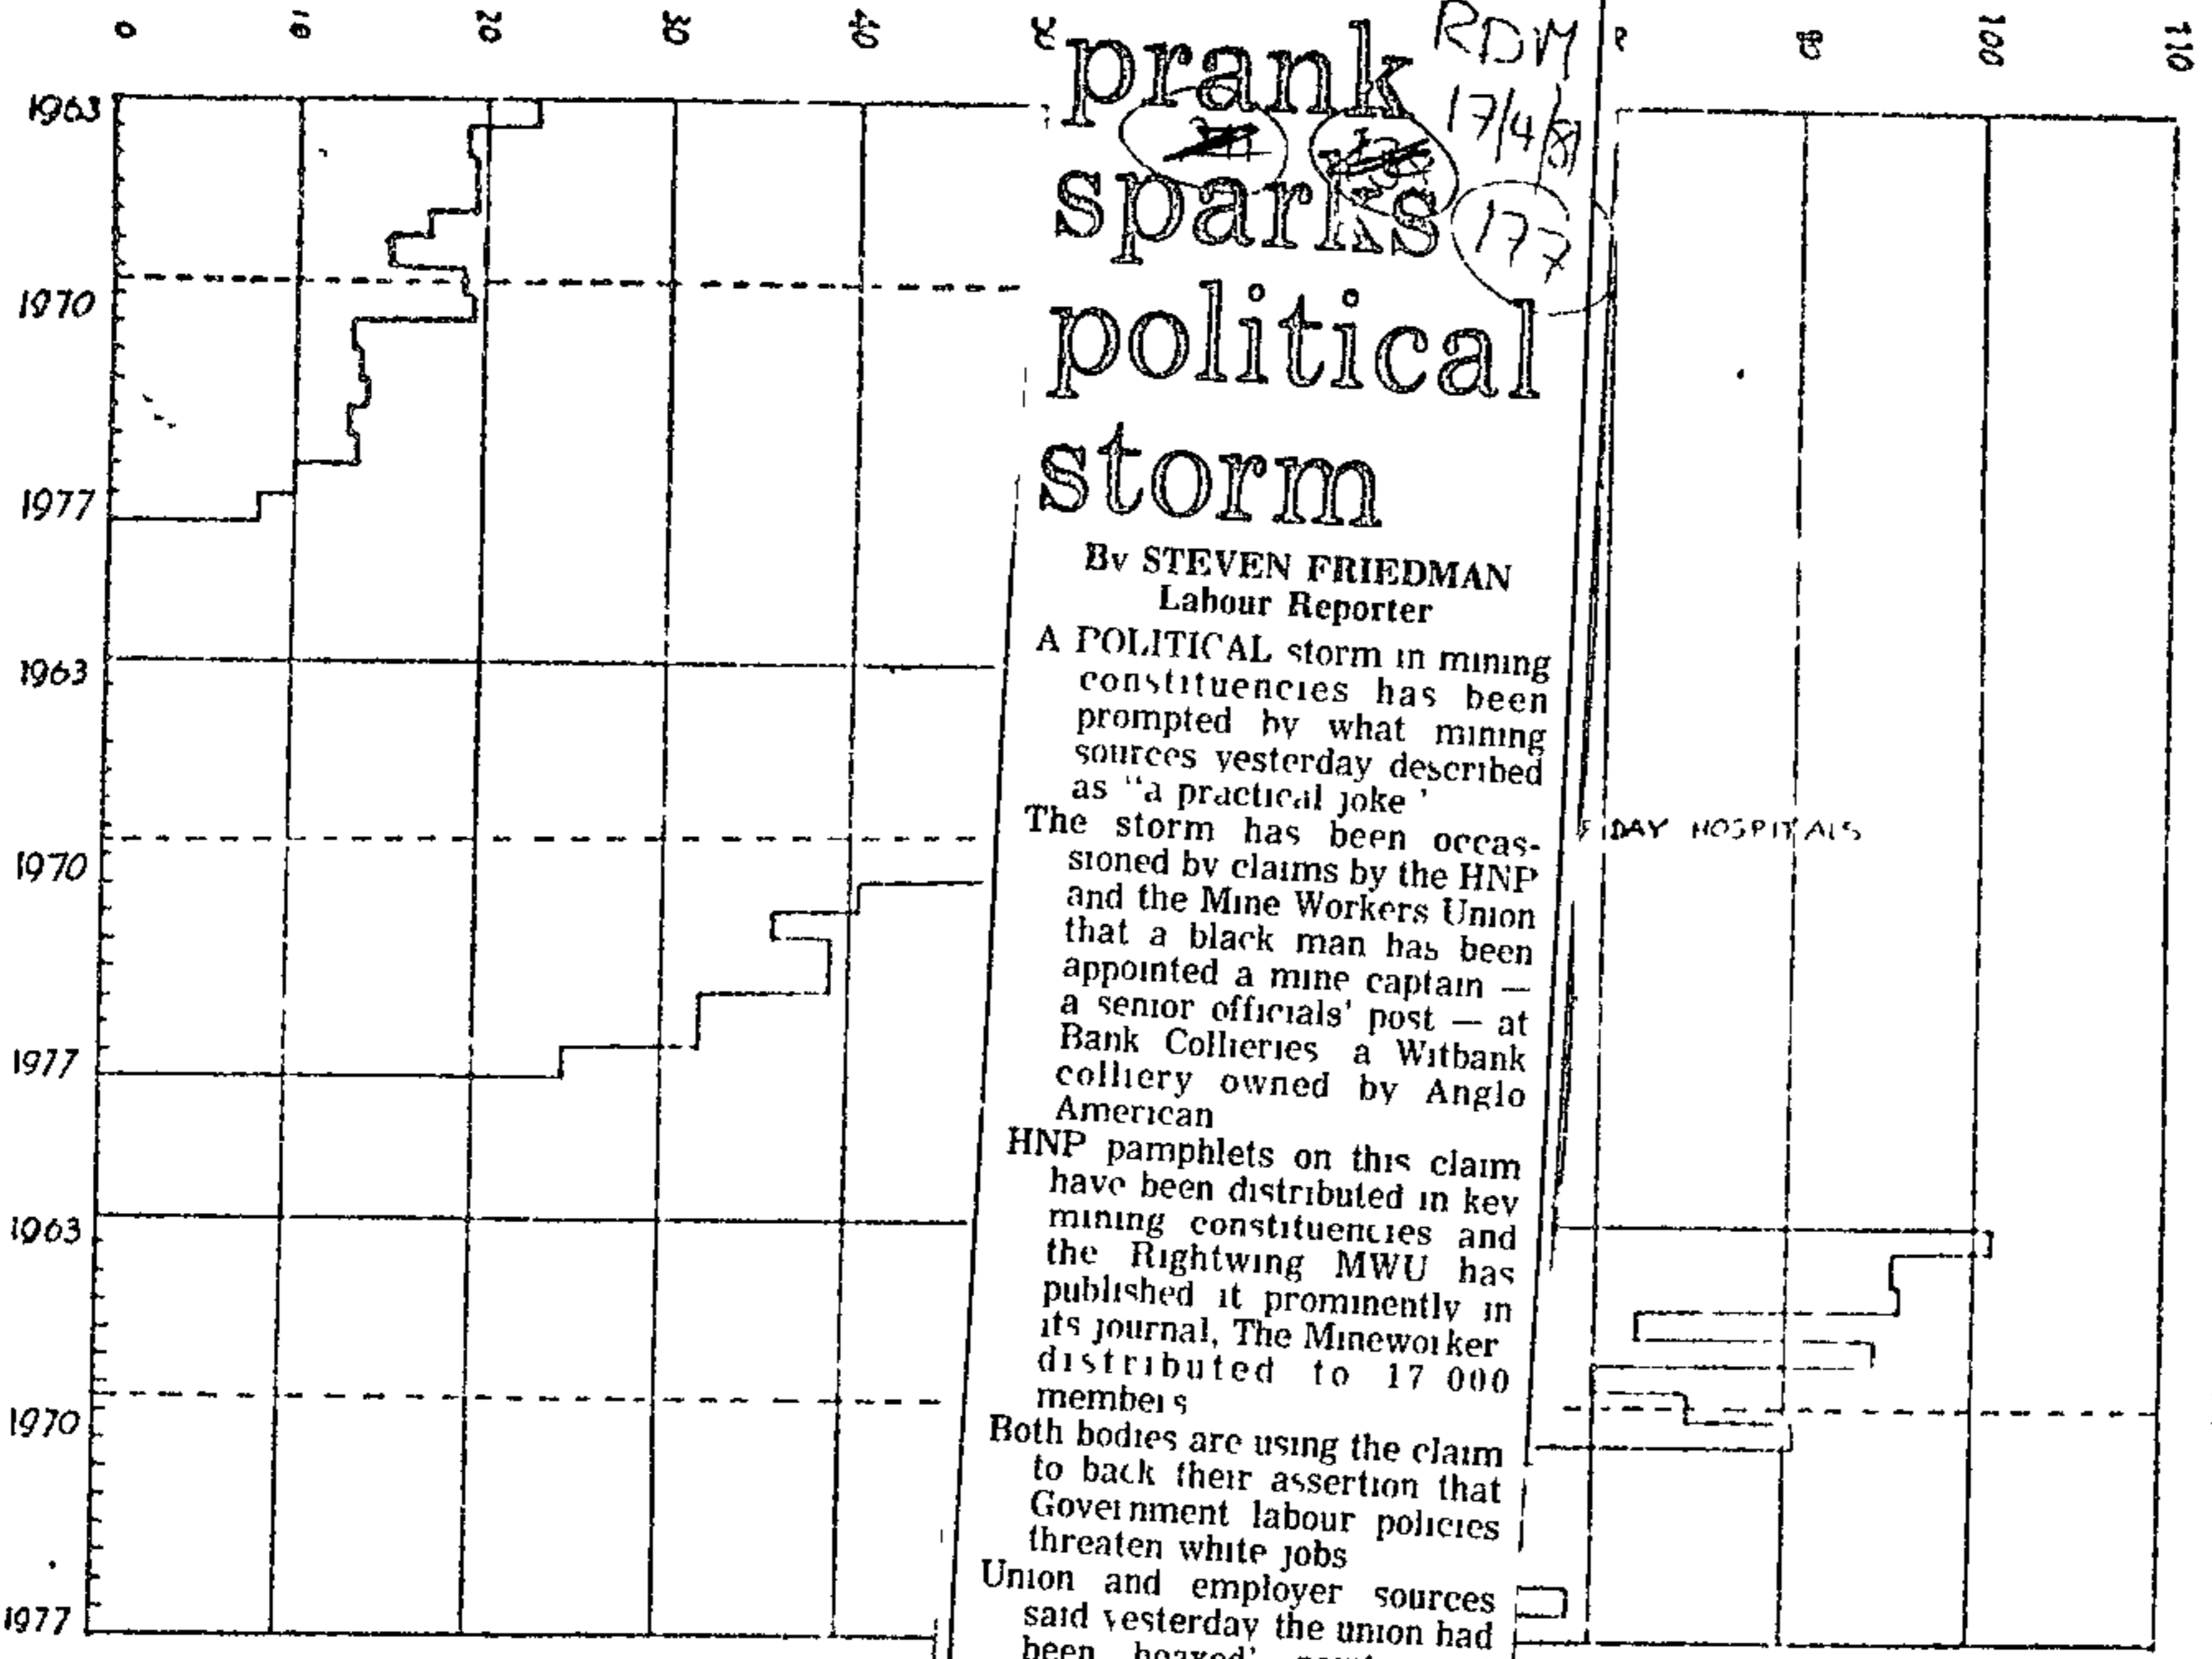 0 10 20 30 40
100 110
1963
1970
1977
1963
1970
1977
1963
1970
1977
RDM
17/4/81
177
prank
sparks
political
storm
By STEVEN FRIEDMAN
Labour Reporter
A POLITICAL storm in mining
constituencies has been
prompted by what mining
sources yesterday described
as "a practical joke'
The storm has been occas-
sioned by claims by the HNP
and the Mine Workers Union
that a black man has been
appointed a mine captain —
a senior officials' post — at
Bank Collieries a Witbank
colliery owned by Anglo
American
HNP pamphlets on this claim
have been distributed in key
mining constituencies and
the Rightwing MWU has
published it prominently in
its journal, The Mineworker
distributed to 17 000
members
Both bodies are using the claim
to back their assertion that
Government labour policies
threaten white jobs
Union and employer sources
said yesterday the union had
been hoaxed'
DAY HOSPITALS